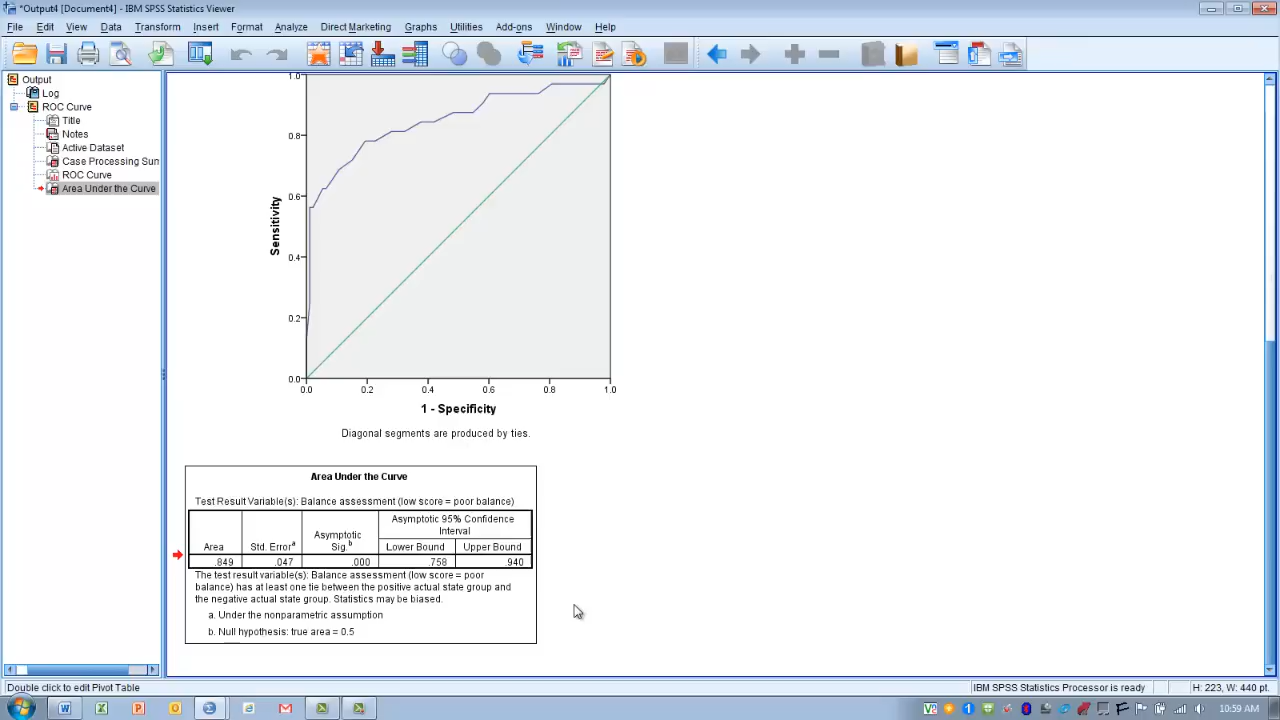 *Output4 [Document4] - IBM SPSS Statistics Viewer
File Edit View Data Transform Insert Format Analyze Direct Marketing Graphs Utilities Add-ons Window Help
Output
Log
ROC Curve
Title
Notes
Active Dataset
Case Processing Sum
ROC Curve
Area Under the Curve
1.0
0.8
0.6
0.4
0.2
0.0
Sensitivity
0.0 0.2 0.4 0.6 0.8 1.0
1 - Specificity
Diagonal segments are produced by ties.
Area Under the Curve
Test Result Variable(s): Balance assessment (low score = poor balance)
Asymptotic 95% Confidence
Interval
Asymptotic
Area Std. Errora Sig.b Lower Bound Upper Bound
.849 .047 .000 .758 .940
The test result variable(s): Balance assessment (low score = poor
balance) has at least one tie between the positive actual state group and
the negative actual state group. Statistics may be biased.
a. Under the nonparametric assumption
b. Null hypothesis: true area = 0.5
Double click to edit Pivot Table
IBM SPSS Statistics Processor is ready
H: 223, W: 440 pt.
10:59 AM